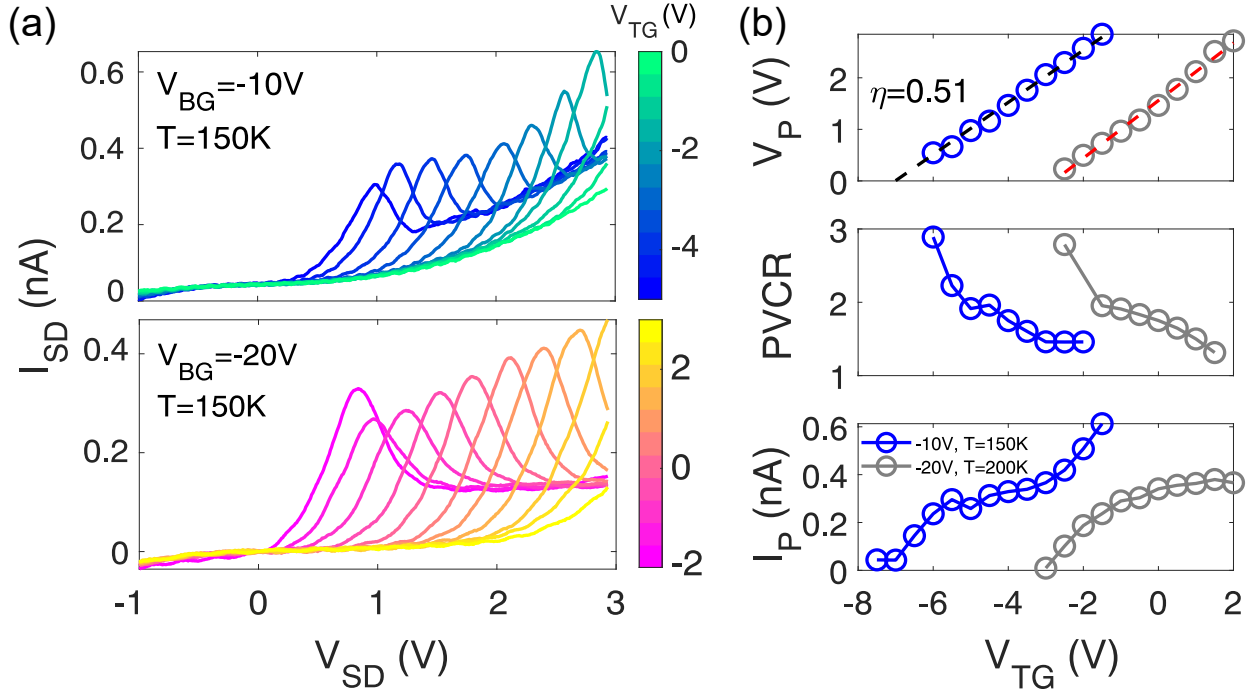 (a)
V_TG (V)
V_BG=-10V
T=150K
0.6
0.4
0.2
0
0
-2
-4
I_SD (nA)
V_BG=-20V
T=150K
0.4
0.2
0
2
0
-2
-1
0
1
2
3
V_SD (V)
(b)
V_P (V)
2
1
0
η=0.51
PVCR
3
2
1
I_P (nA)
0.6
0.4
0.2
0
-10V, T=150K
-20V, T=200K
-8
-6
-4
-2
0
2
V_TG (V)